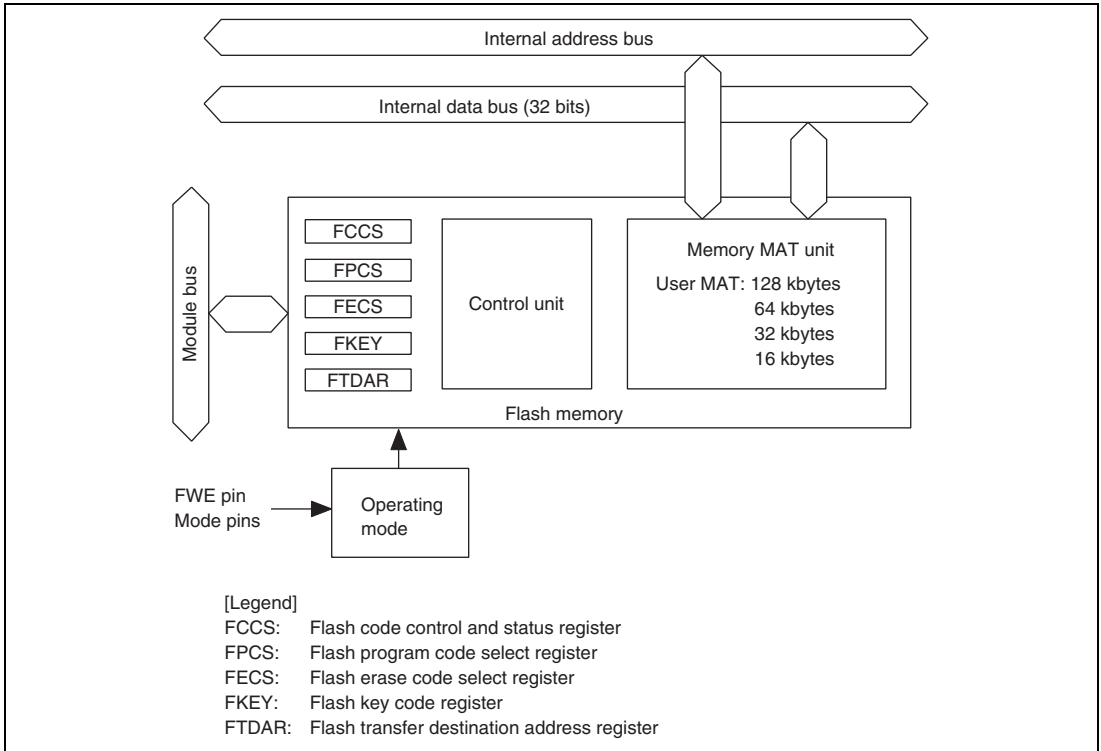 Internal address bus
Internal data bus (32 bits)
Module bus
FCCS
FPCS
FECS
FKEY
FTDAR
Control unit
Memory MAT unit
User MAT: 128 kbytes
64 kbytes
32 kbytes
16 kbytes
Flash memory
FWE pin
Mode pins
Operating
mode
[Legend]
FCCS: Flash code control and status register
FPCS: Flash program code select register
FECS: Flash erase code select register
FKEY: Flash key code register
FTDAR: Flash transfer destination address register